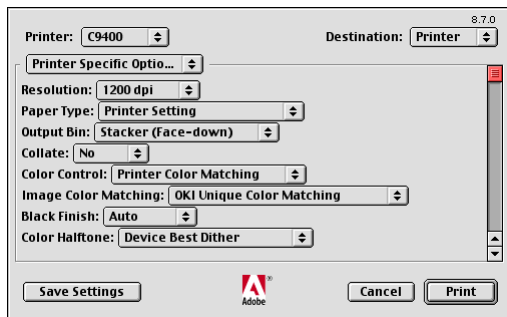 8.7.0
Printer: C9400 Destination: Printer
Printer Specific Optio...
Resolution: 1200 dpi
Paper Type: Printer Setting
Output Bin: Stacker (Face-down)
Collate: No
Color Control: Printer Color Matching
Image Color Matching: OKI Unique Color Matching
Black Finish: Auto
Color Halftone: Device Best Dither
Save Settings Adobe® Cancel Print